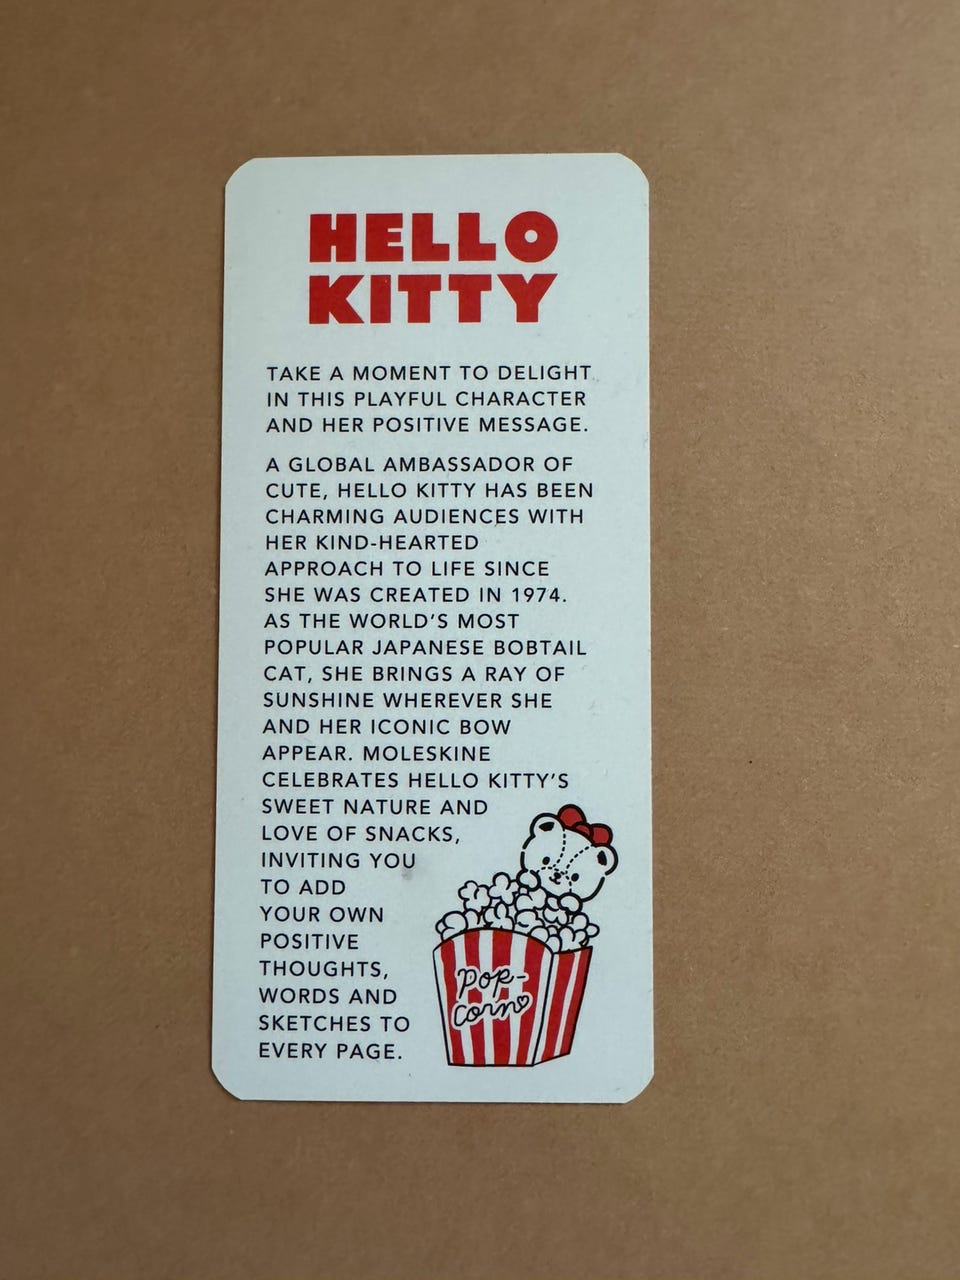 HELLO
KITTY
TAKE A MOMENT TO DELIGHT
IN THIS PLAYFUL CHARACTER
AND HER POSITIVE MESSAGE.
A GLOBAL AMBASSADOR OF
CUTE, HELLO KITTY HAS BEEN
CHARMING AUDIENCES WITH
HER KIND-HEARTED
APPROACH TO LIFE SINCE
SHE WAS CREATED IN 1974.
AS THE WORLD'S MOST
POPULAR JAPANESE BOBTAIL
CAT, SHE BRINGS A RAY OF
SUNSHINE WHEREVER SHE
AND HER ICONIC BOW
APPEAR. MOLESKINE
CELEBRATES HELLO KITTY'S
SWEET NATURE AND
LOVE OF SNACKS,
INVITING YOU
TO ADD
YOUR OWN
POSITIVE
THOUGHTS,
WORDS AND
SKETCHES TO
EVERY PAGE.
pop-
corn